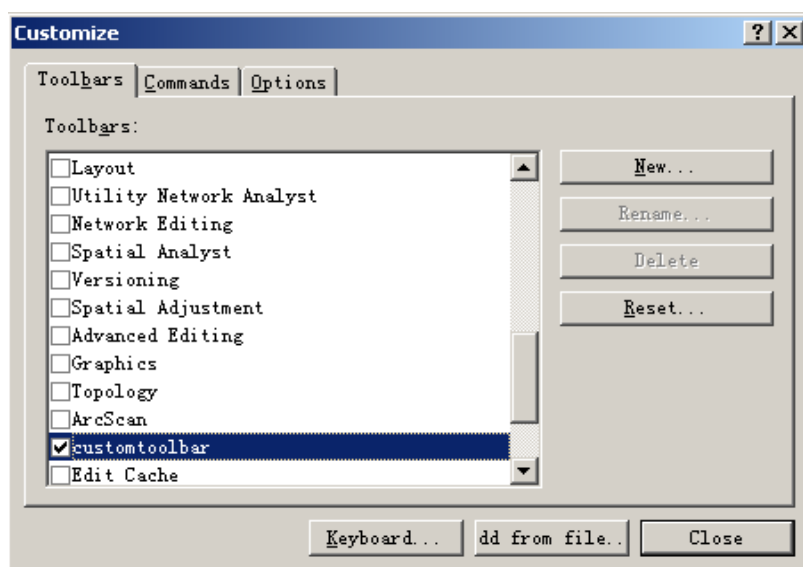 Customize
Toolbars Commands Options
Toolbars:
Layout
Utility Network Analyst
Network Editing
Spatial Analyst
Versioning
Spatial Adjustment
Advanced Editing
Graphics
Topology
ArcScan
customtoolbar
Edit Cache
New...
Rename...
Delete
Reset...
Keyboard... dd from file.. Close